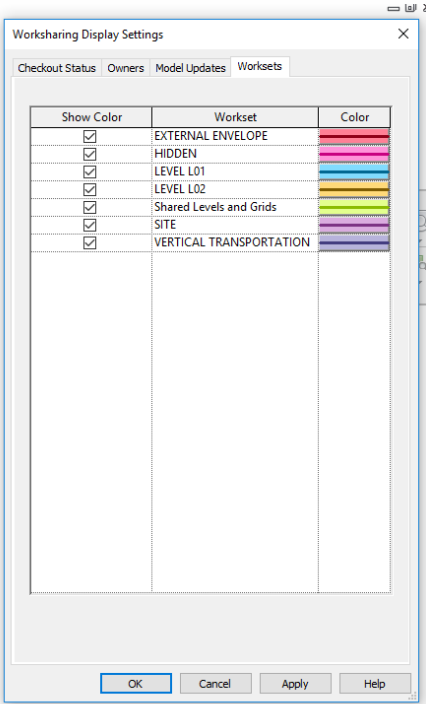 Worksharing Display Settings
Checkout Status Owners Model Updates Worksets
Show Color Workset Color
EXTERNAL ENVELOPE
HIDDEN
LEVEL L01
LEVEL L02
Shared Levels and Grids
SITE
VERTICAL TRANSPORTATION
OK Cancel Apply Help